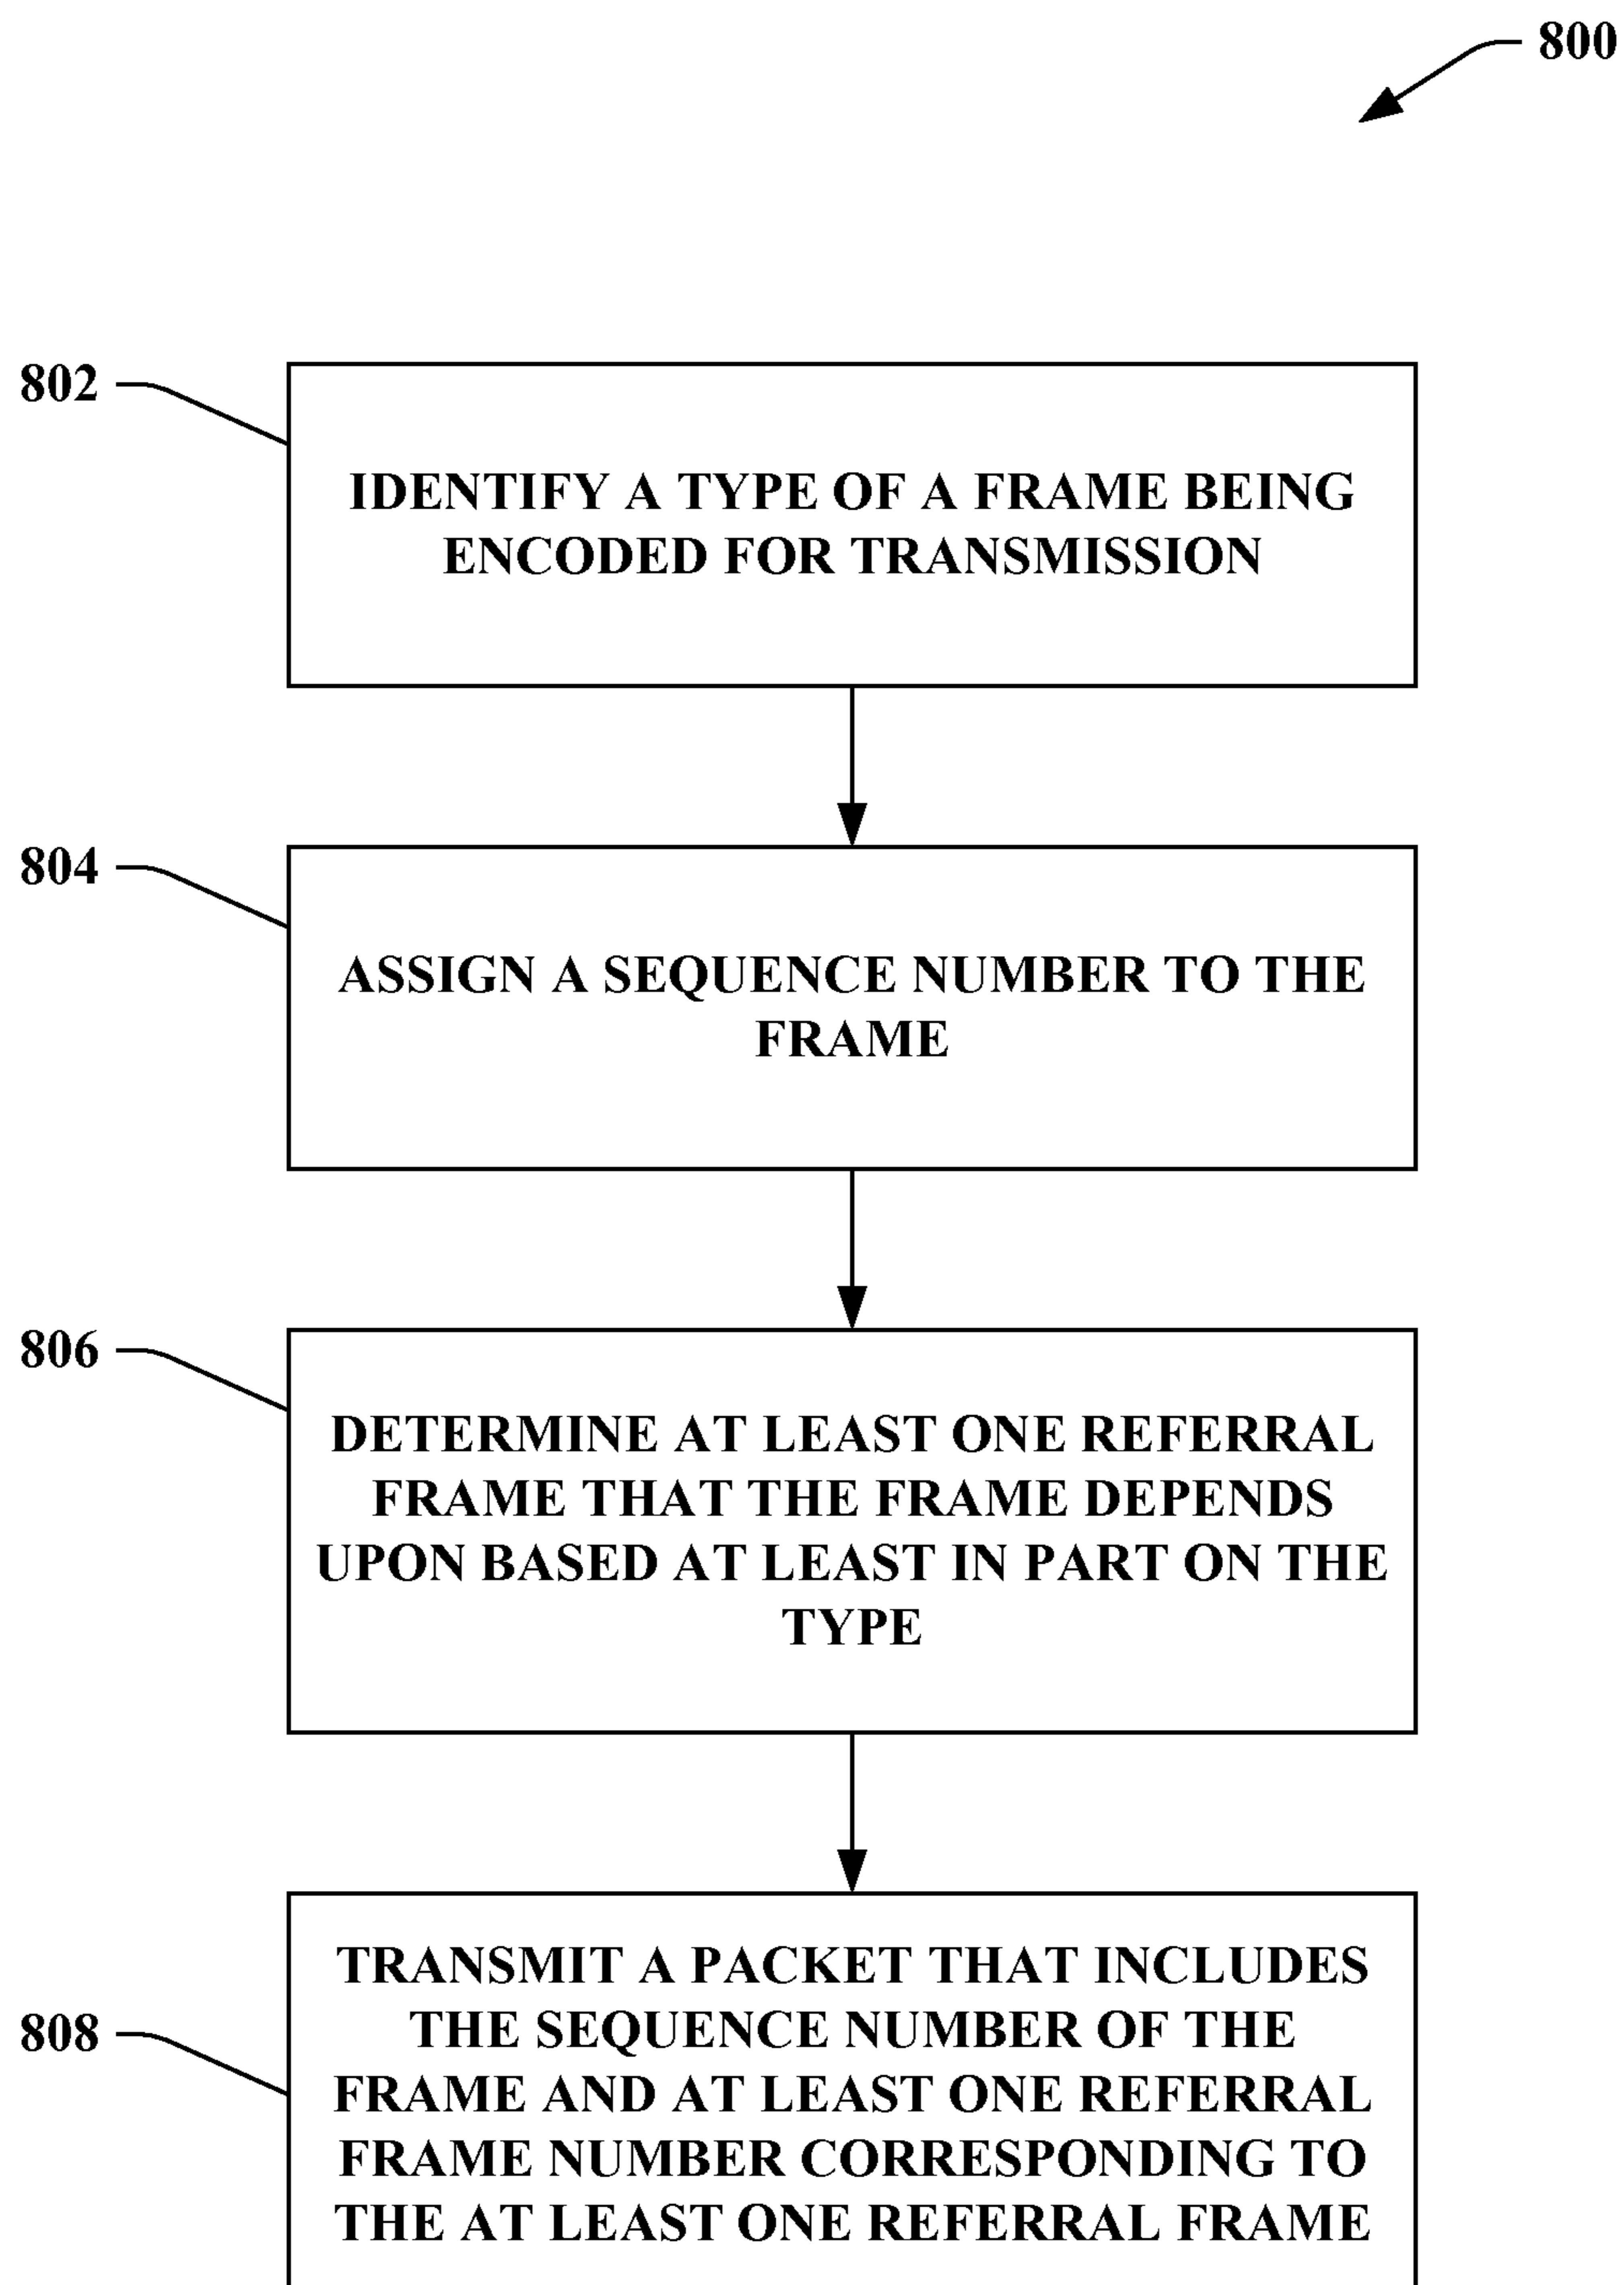 800
802
IDENTIFY A TYPE OF A FRAME BEING
ENCODED FOR TRANSMISSION
804
ASSIGN A SEQUENCE NUMBER TO THE
FRAME
806
DETERMINE AT LEAST ONE REFERRAL
FRAME THAT THE FRAME DEPENDS
UPON BASED AT LEAST IN PART ON THE
TYPE
808
TRANSMIT A PACKET THAT INCLUDES
THE SEQUENCE NUMBER OF THE
FRAME AND AT LEAST ONE REFERRAL
FRAME NUMBER CORRESPONDING TO
THE AT LEAST ONE REFERRAL FRAME